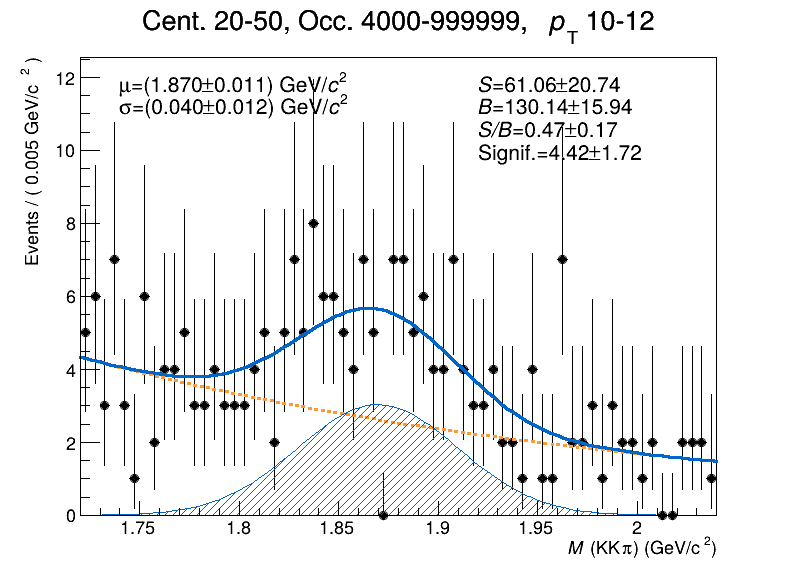 Cent. 20-50, Occ. 4000-999999, p_T 10-12
Events / ( 0.005 GeV/c² )
μ=(1.870±0.011) GeV/c²
σ=(0.040±0.012) GeV/c²
S=61.06±20.74
B=130.14±15.94
S/B=0.47±0.17
Signif.=4.42±1.72
12
10
8
6
4
2
0
1.75 1.8 1.85 1.9 1.95 2
M (KKπ) (GeV/c²)